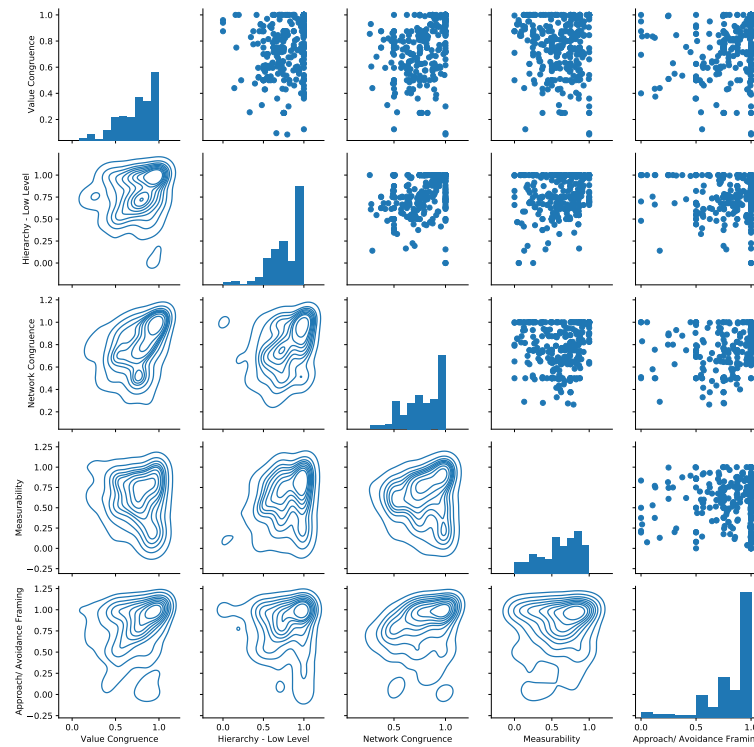 Value Congruence
1.0
0.8
0.6
0.4
0.2
Hierarchy - Low Level
1.00
0.75
0.50
0.25
0.00
Network Congruence
1.2
1.0
0.8
0.6
0.4
0.2
Measurability
1.25
1.00
0.75
0.50
0.25
0.00
−0.25
Approach/ Avoidance Framing
1.25
1.00
0.75
0.50
0.25
0.00
−0.25
0.0 0.5 1.0
0.0 0.5 1.0
0.5 1.0
0.0 0.5 1.0
0.0 0.5 1.0
Value Congruence
Hierarchy - Low Level
Network Congruence
Measurability
Approach/ Avoidance Framin